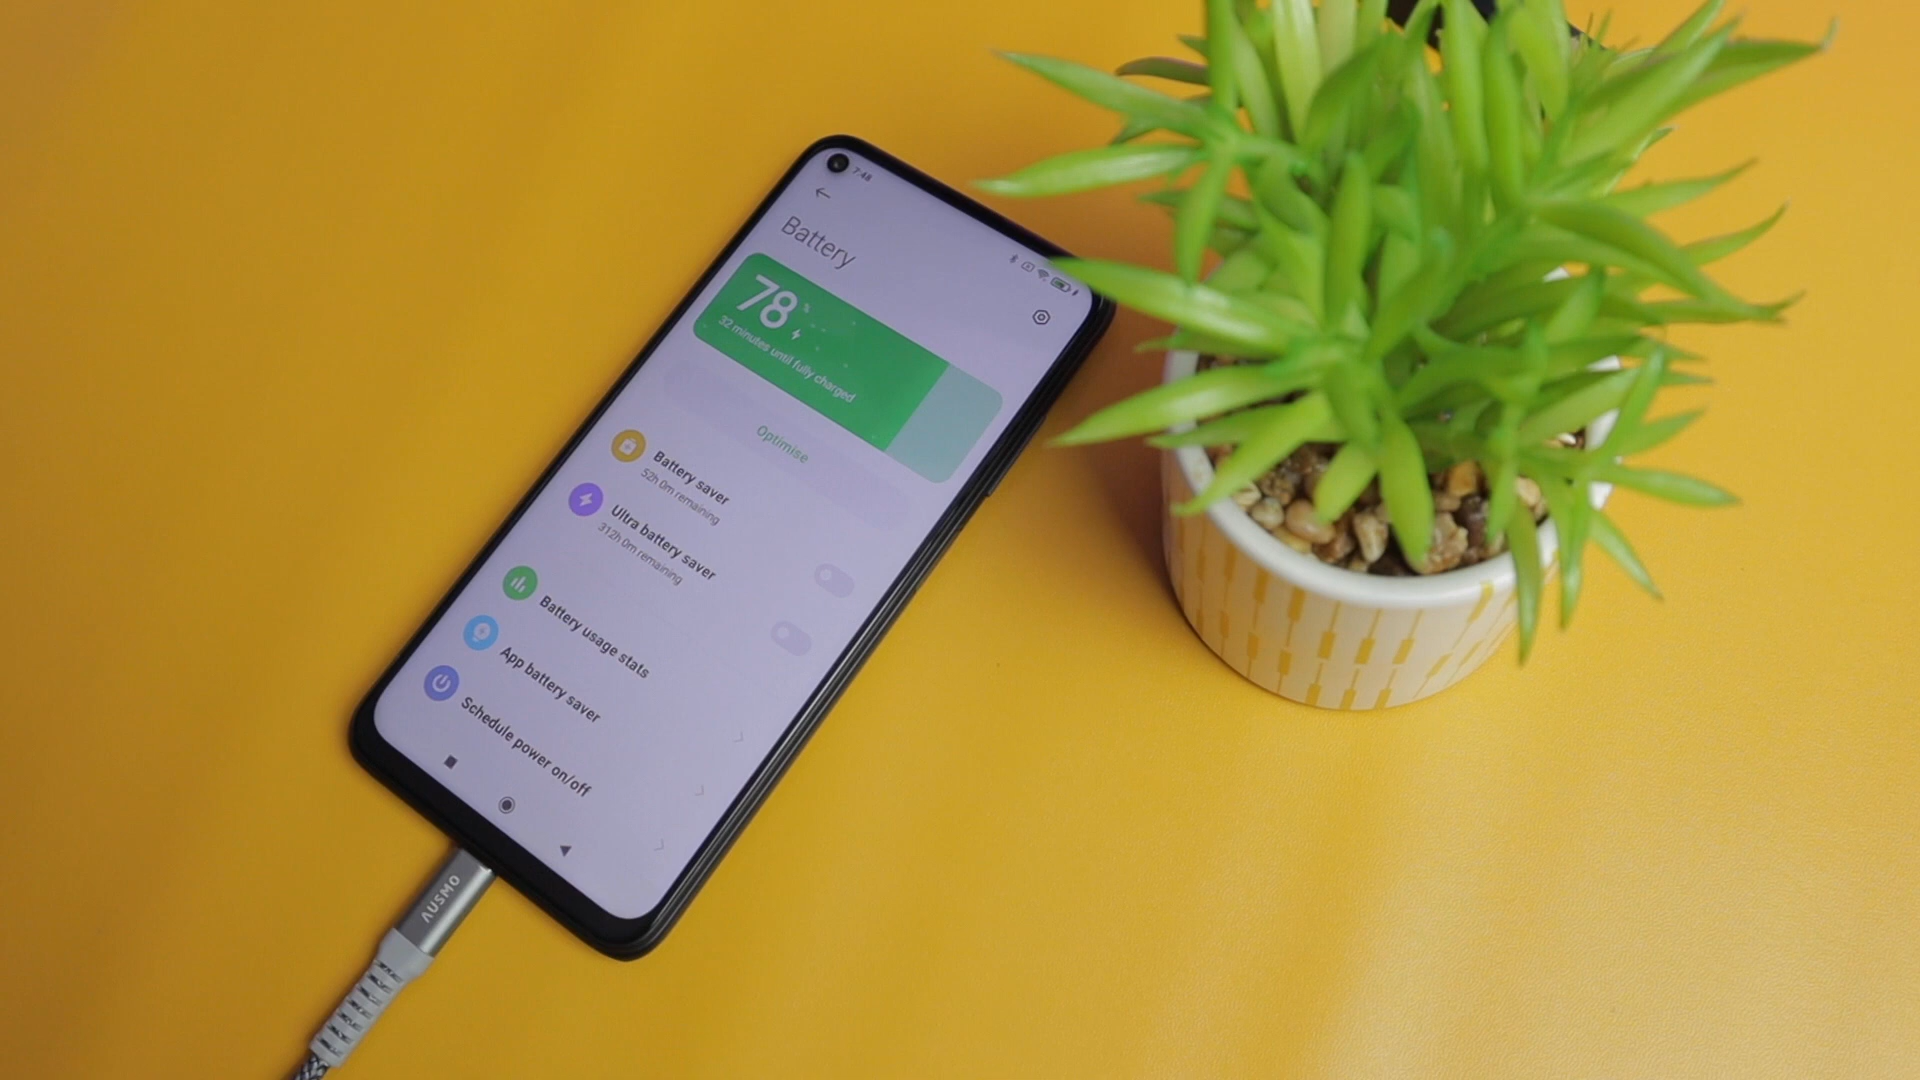 7:48
Battery
78 %
32 minutes until fully charged
Optimise
Battery saver
52h 0m remaining
Ultra battery saver
312h 0m remaining
Battery usage stats
App battery saver
Schedule power on/off
AUSMO